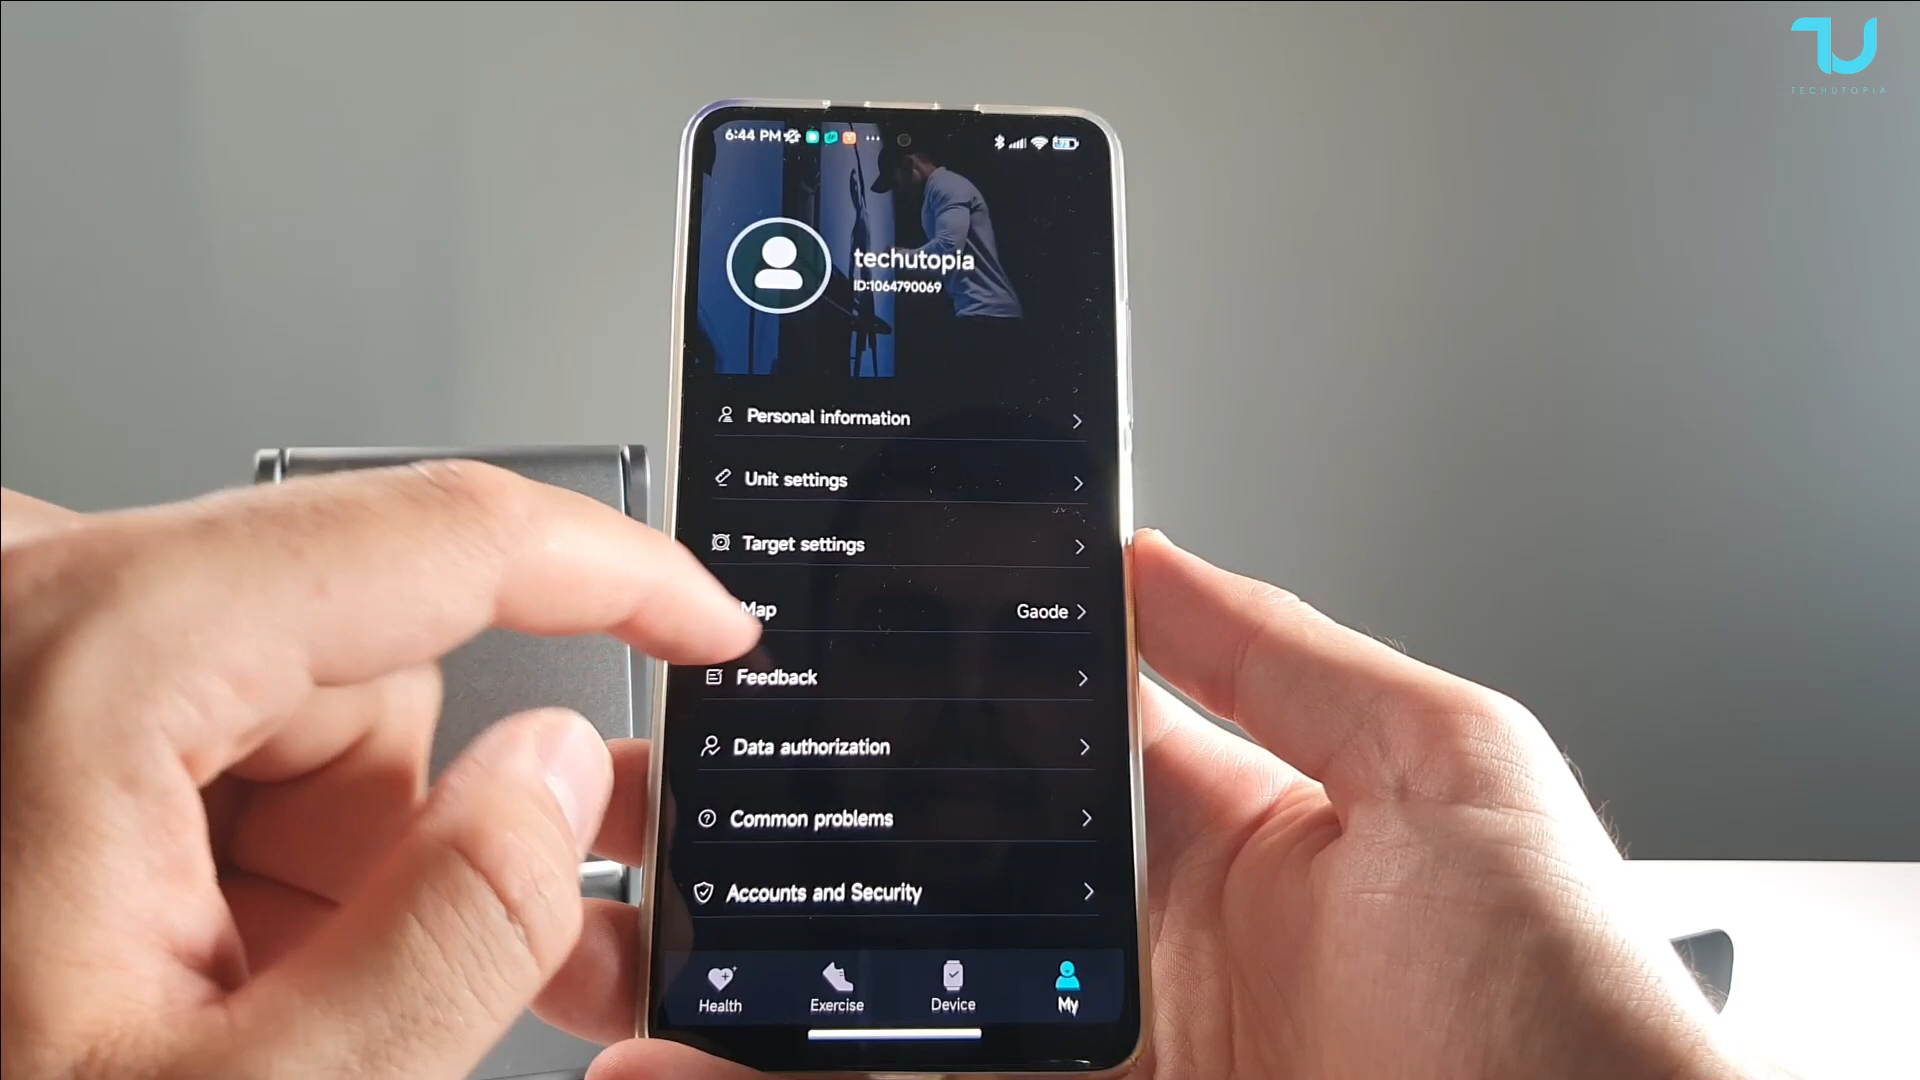 TECHUTOPIA
6:44 PM
techutopia
ID:1064790069
Personal information
Unit settings
Target settings
Map Gaode
Feedback
Data authorization
Common problems
Accounts and Security
Health Exercise Device My